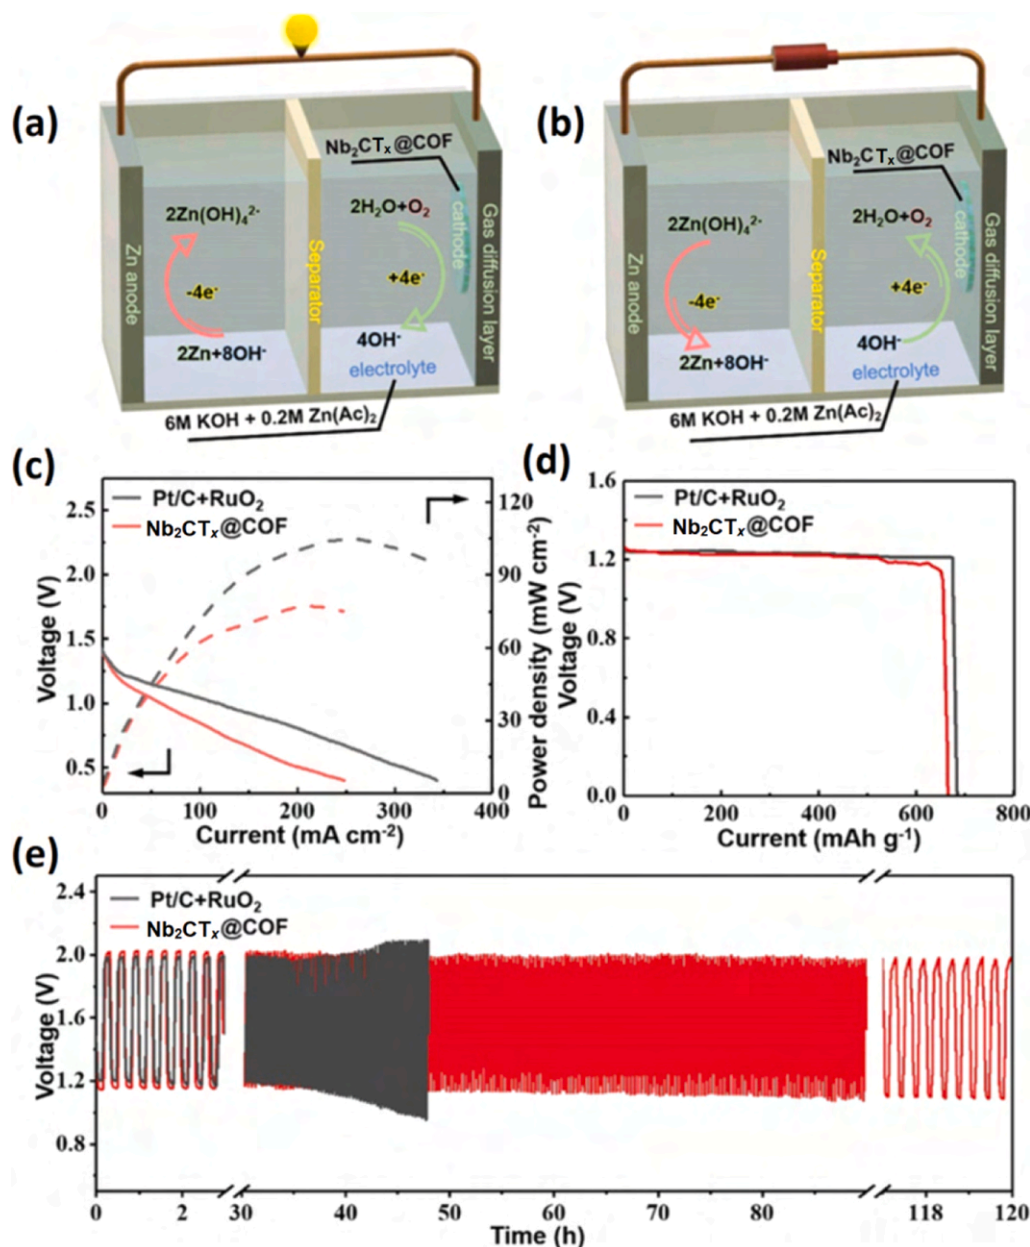 (a)
Nb₂CTₓ@COF
2Zn(OH)₄²⁻
2H₂O+O₂
Zn anode
-4e⁻
Separator
+4e⁻
cathode
Gas diffusion layer
2Zn+8OH⁻
4OH⁻
electrolyte
6M KOH + 0.2M Zn(Ac)₂
(b)
Nb₂CTₓ@COF
2Zn(OH)₄²⁻
2H₂O+O₂
Zn anode
-4e⁻
Separator
+4e⁻
cathode
Gas diffusion layer
2Zn+8OH⁻
4OH⁻
electrolyte
6M KOH + 0.2M Zn(Ac)₂
(c)
Pt/C+RuO₂
Nb₂CTₓ@COF
2.5
2.0
1.5
1.0
0.5
Voltage (V)
120
90
60
30
0
Power density (mW cm⁻²)
0 100 200 300 400
Current (mA cm⁻²)
(d)
Pt/C+RuO₂
Nb₂CTₓ@COF
1.6
1.2
0.8
0.4
0.0
Voltage (V)
0 200 400 600 800
Current (mAh g⁻¹)
(e)
Pt/C+RuO₂
Nb₂CTₓ@COF
2.4
2.0
1.6
1.2
0.8
Voltage (V)
0 2 30 40 50 60 70 80 118 120
Time (h)